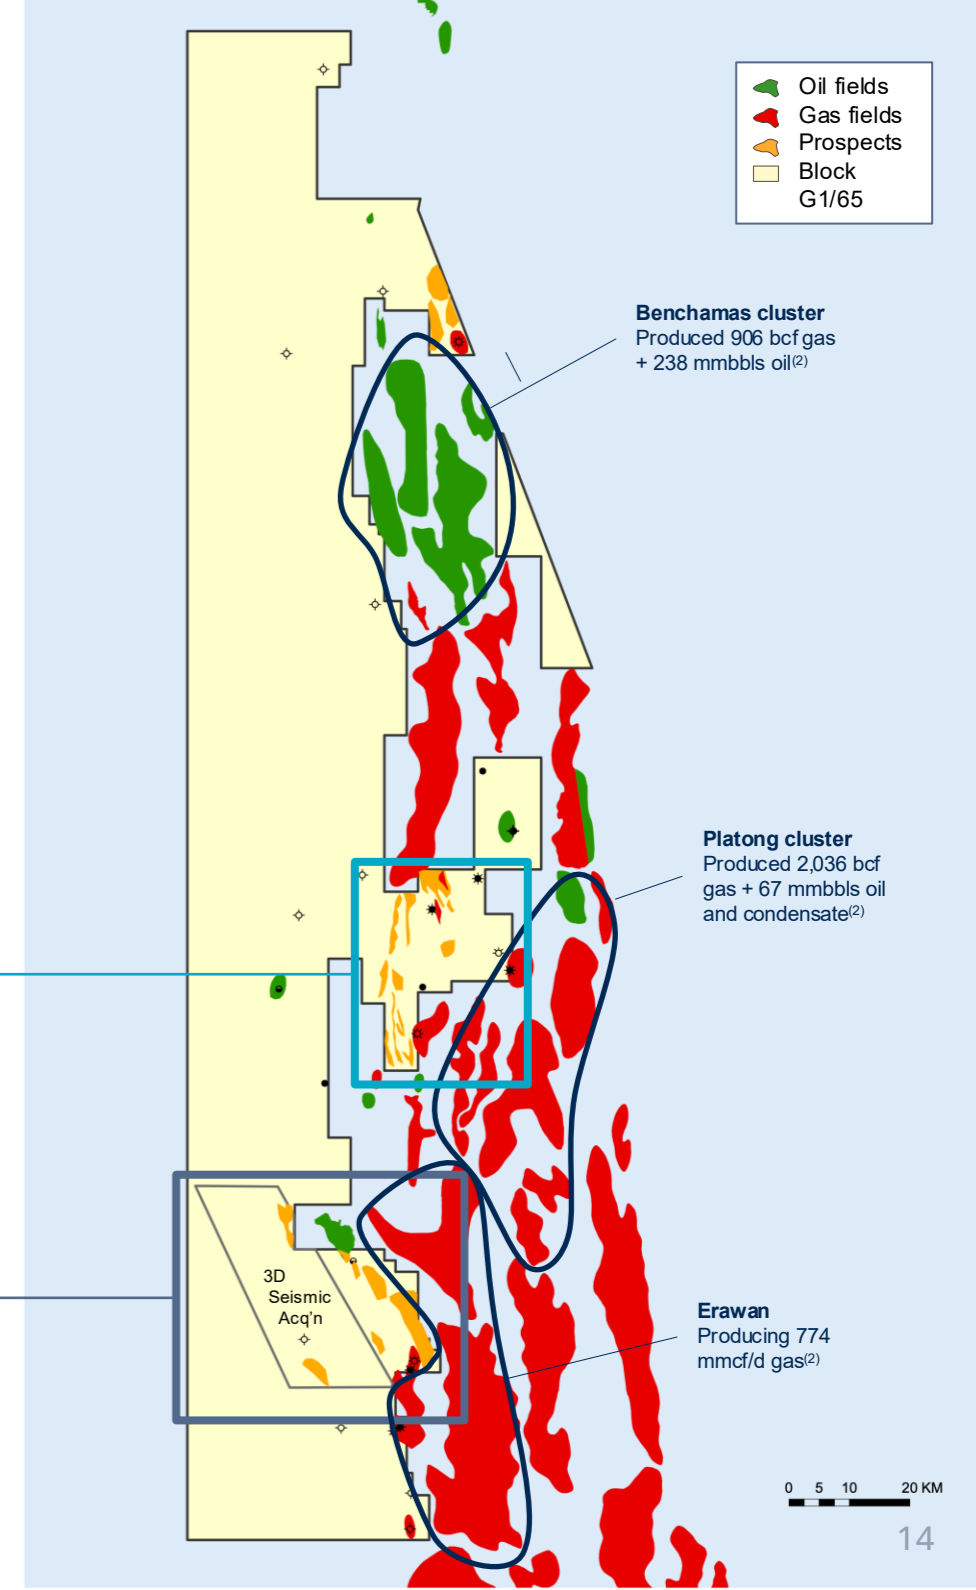 Oil fields
Gas fields
Prospects
Block
G1/65
Benchamas cluster
Produced 906 bcf gas
+ 238 mmbbls oil(2)
Platong cluster
Produced 2,036 bcf
gas + 67 mmbbls oil
and condensate(2)
3D
Seismic
Acq'n
Erawan
Producing 774
mmcf/d gas(2)
0 5 10 20 KM
14